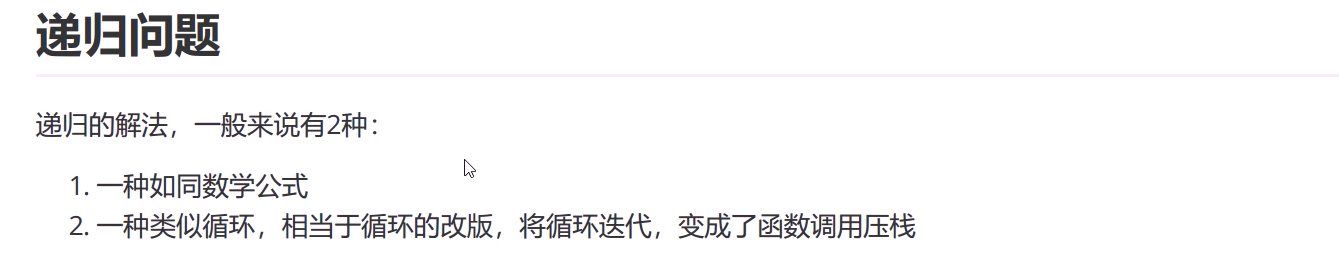 递归问题
递归的解法，一般来说有2种：
1. 一种如同数学公式
2. 一种类似循环，相当于循环的改版，将循环迭代，变成了函数调用压栈